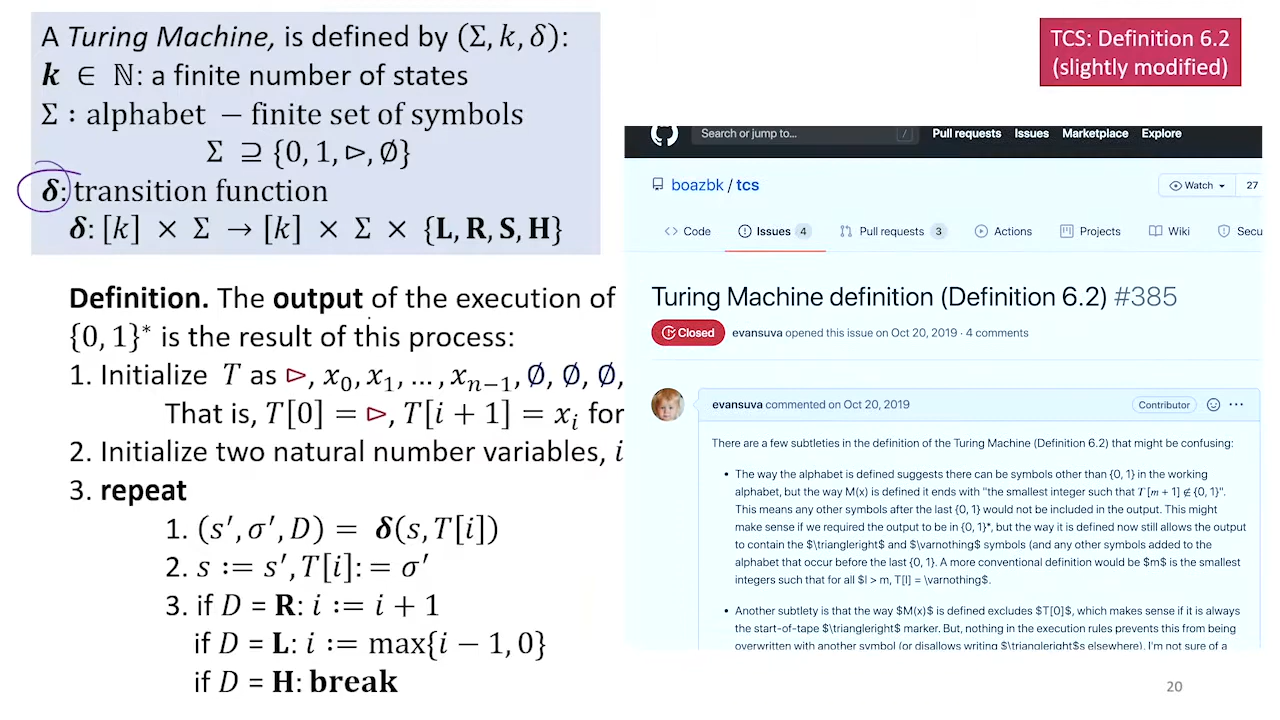 A Turing Machine, is defined by (Σ, k, δ):
k ∈ ℕ: a finite number of states
Σ : alphabet – finite set of symbols
Σ ⊇ {0, 1, ⊳, ∅}
δ: transition function
δ: [k] × Σ → [k] × Σ × {L, R, S, H}
TCS: Definition 6.2
(slightly modified)
Definition. The output of the execution of
{0, 1}* is the result of this process:
1. Initialize T as ⊳, x₀, x₁, …, xₙ₋₁, ∅, ∅, ∅,
That is, T[0] = ⊳, T[i + 1] = xᵢ for
2. Initialize two natural number variables, i
3. repeat
1. (s′, σ′, D) = δ(s, T[i])
2. s := s′, T[i]: = σ′
3. if D = R: i := i + 1
if D = L: i := max{i − 1, 0}
if D = H: break
Search or jump to... / Pull requests Issues Marketplace Explore
boazbk / tcs Watch 27
Code Issues 4 Pull requests 3 Actions Projects Wiki Secu
Turing Machine definition (Definition 6.2) #385
Closed evansuva opened this issue on Oct 20, 2019 · 4 comments
evansuva commented on Oct 20, 2019 Contributor ···
There are a few subtleties in the definition of the Turing Machine (Definition 6.2) that might be confusing:
• The way the alphabet is defined suggests there can be symbols other than {0, 1} in the working
alphabet, but the way M(x) is defined it ends with "the smallest integer such that T[m + 1] ∉ {0, 1}".
This means any other symbols after the last {0, 1} would not be included in the output. This might
make sense if we required the output to be in {0, 1}*, but the way it is defined now still allows the output
to contain the $\triangleright$ and $\varnothing$ symbols (and any other symbols added to the
alphabet that occur before the last {0, 1}. A more conventional definition would be $m$ is the smallest
integers such that for all $l > m, T[l] = \varnothing$.
• Another subtlety is that the way $M(x)$ is defined excludes $T[0]$, which makes sense if it is always
the start-of-tape $\triangleright$ marker. But, nothing in the execution rules prevents this from being
overwritten with another symbol (or disallows writing $\triangleright$s elsewhere). I'm not sure of a
20